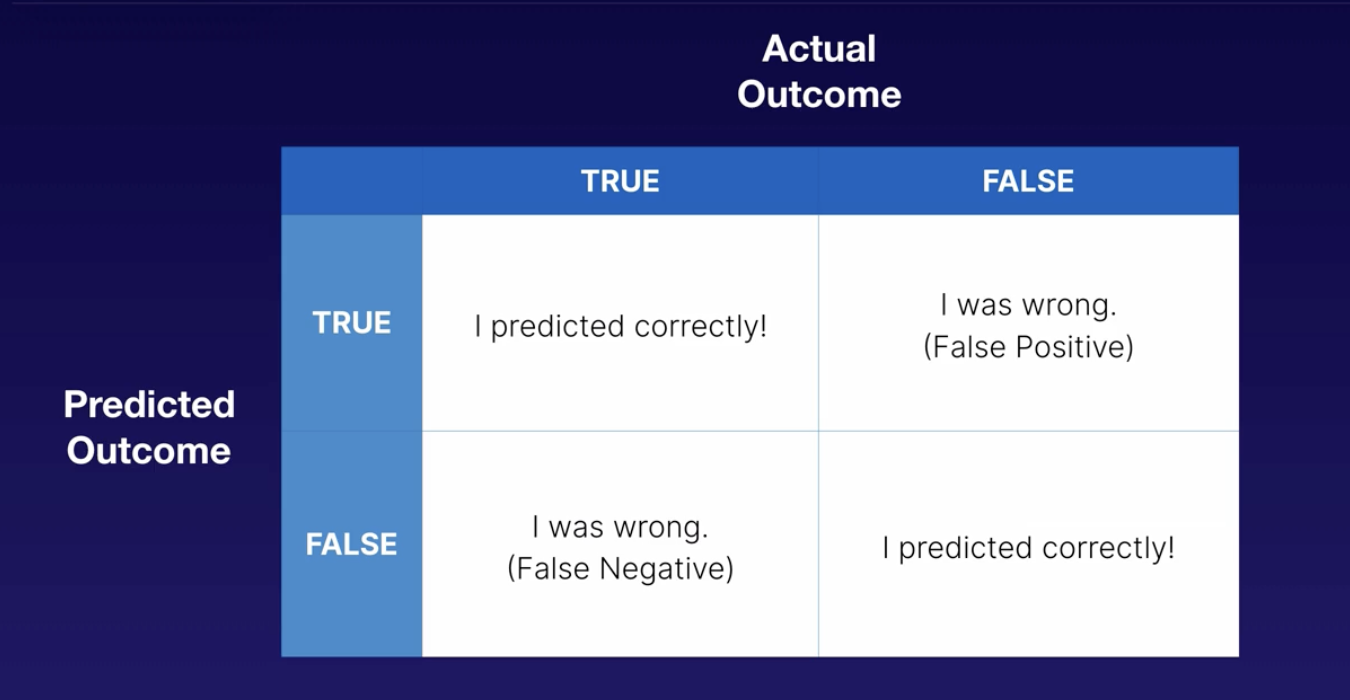 Actual
Outcome
TRUE
FALSE
TRUE
I predicted correctly!
I was wrong.
(False Positive)
Predicted
Outcome
FALSE
I was wrong.
(False Negative)
I predicted correctly!